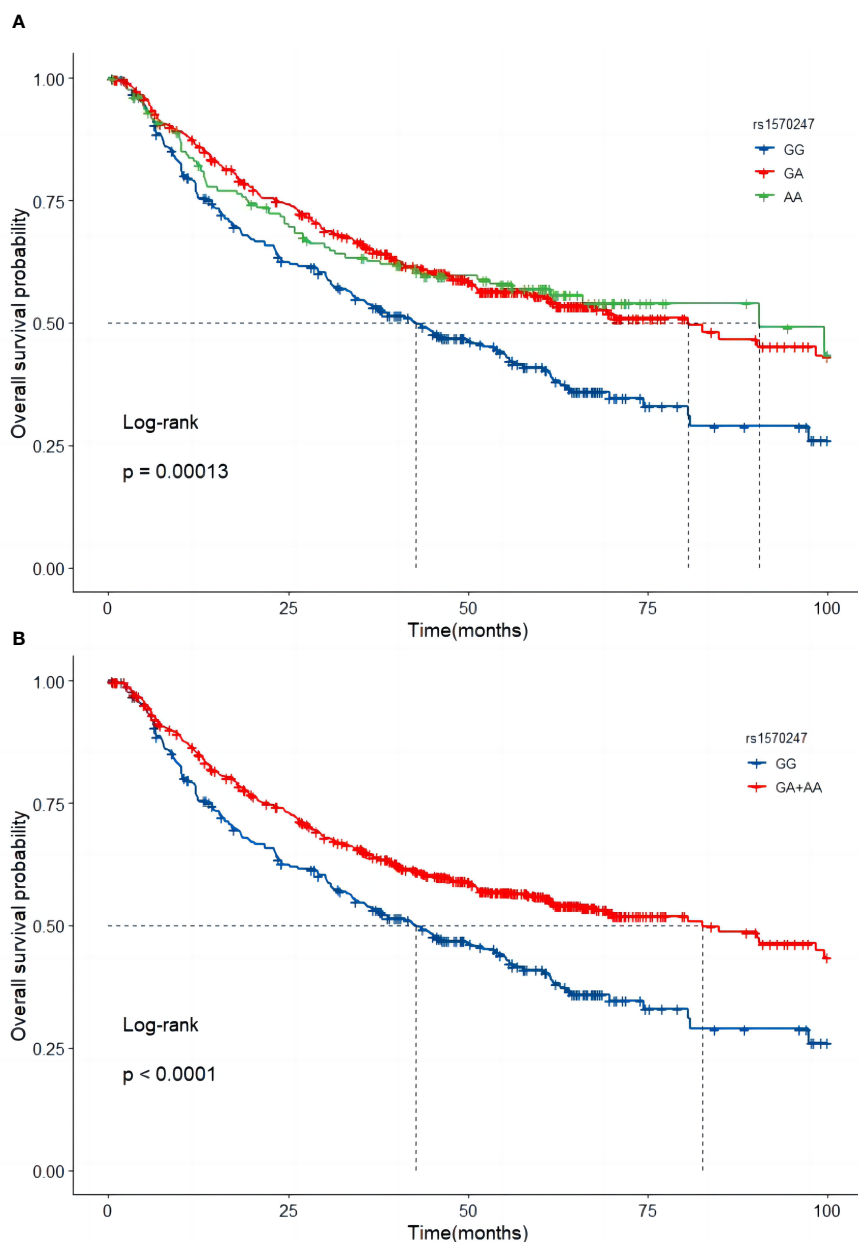 A
Overall survival probability
1.00
0.75
0.50
0.25
0.00
rs1570247
GG
GA
AA
Log-rank
p = 0.00013
0 25 50 75 100
Time(months)
B
Overall survival probability
1.00
0.75
0.50
0.25
0.00
rs1570247
GG
GA+AA
Log-rank
p < 0.0001
0 25 50 75 100
Time(months)